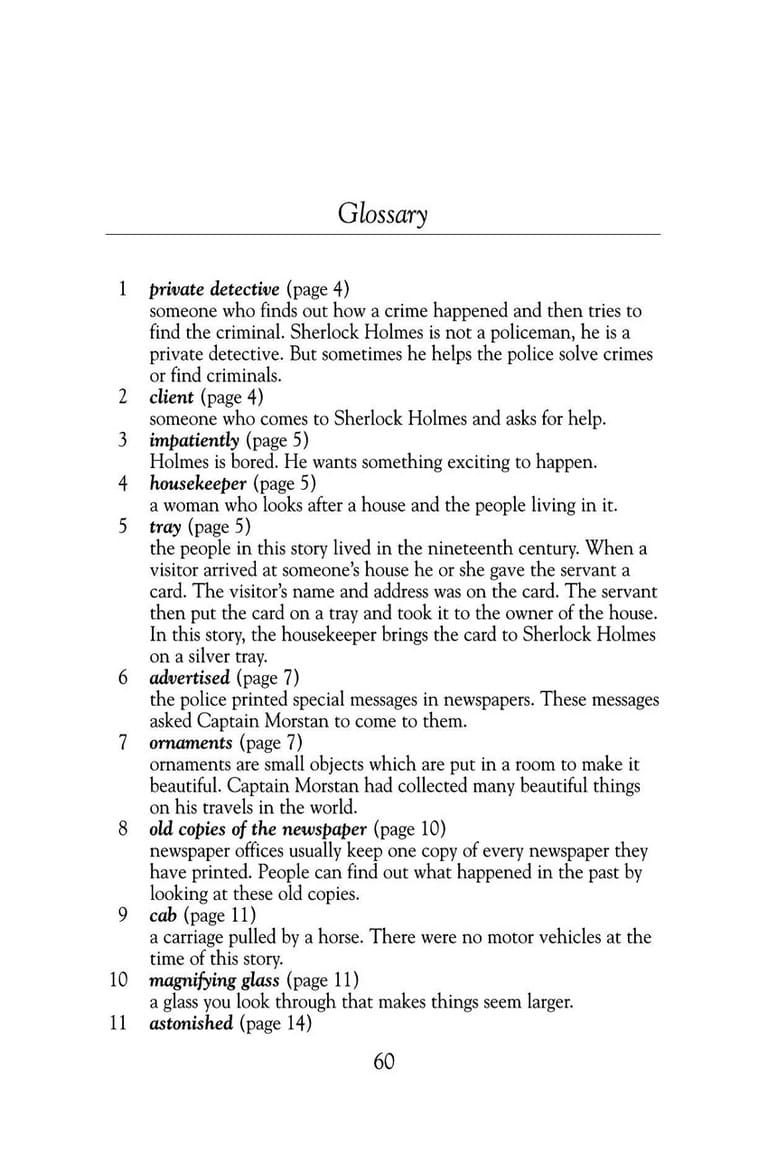 Glossary
1 private detective (page 4)
someone who finds out how a crime happened and then tries to
find the criminal. Sherlock Holmes is not a policeman, he is a
private detective. But sometimes he helps the police solve crimes
or find criminals.
2 client (page 4)
someone who comes to Sherlock Holmes and asks for help.
3 impatiently (page 5)
Holmes is bored. He wants something exciting to happen.
4 housekeeper (page 5)
a woman who looks after a house and the people living in it.
5 tray (page 5)
the people in this story lived in the nineteenth century. When a
visitor arrived at someone's house he or she gave the servant a
card. The visitor's name and address was on the card. The servant
then put the card on a tray and took it to the owner of the house.
In this story, the housekeeper brings the card to Sherlock Holmes
on a silver tray.
6 advertised (page 7)
the police printed special messages in newspapers. These messages
asked Captain Morstan to come to them.
7 ornaments (page 7)
ornaments are small objects which are put in a room to make it
beautiful. Captain Morstan had collected many beautiful things
on his travels in the world.
8 old copies of the newspaper (page 10)
newspaper offices usually keep one copy of every newspaper they
have printed. People can find out what happened in the past by
looking at these old copies.
9 cab (page 11)
a carriage pulled by a horse. There were no motor vehicles at the
time of this story.
10 magnifying glass (page 11)
a glass you look through that makes things seem larger.
11 astonished (page 14)
60